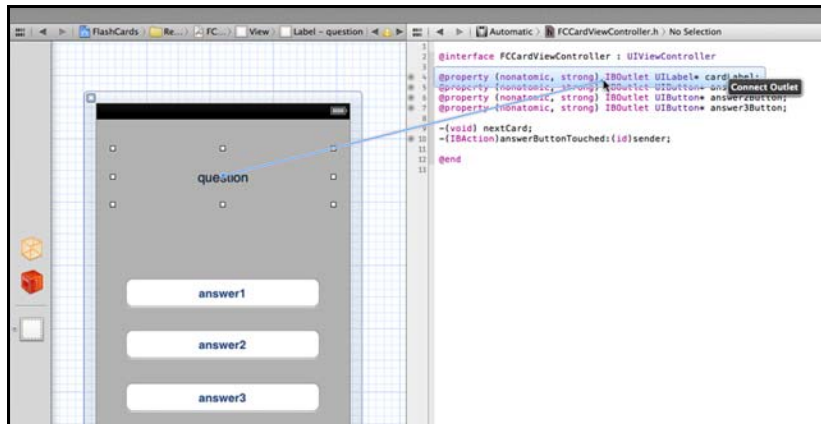 FlashCards
Re...
FC...
View
Label - question
Automatic
FCCardViewController.h
No Selection
1
2
@interface FCCardViewController : UIViewController
3
4
@property (nonatomic, strong) IBOutlet UILabel* cardLabel;
Connect Outlet
5
@property (nonatomic, strong) IBOutlet UIButton*
6
@property (nonatomic, strong) IBOutlet UIButton* answer2Button;
7
@property (nonatomic, strong) IBOutlet UIButton* answer3Button;
8
9
-(void) nextCard;
10
-(IBAction)answerButtonTouched:(id)sender;
11
12
@end
13
question
answer1
answer2
answer3